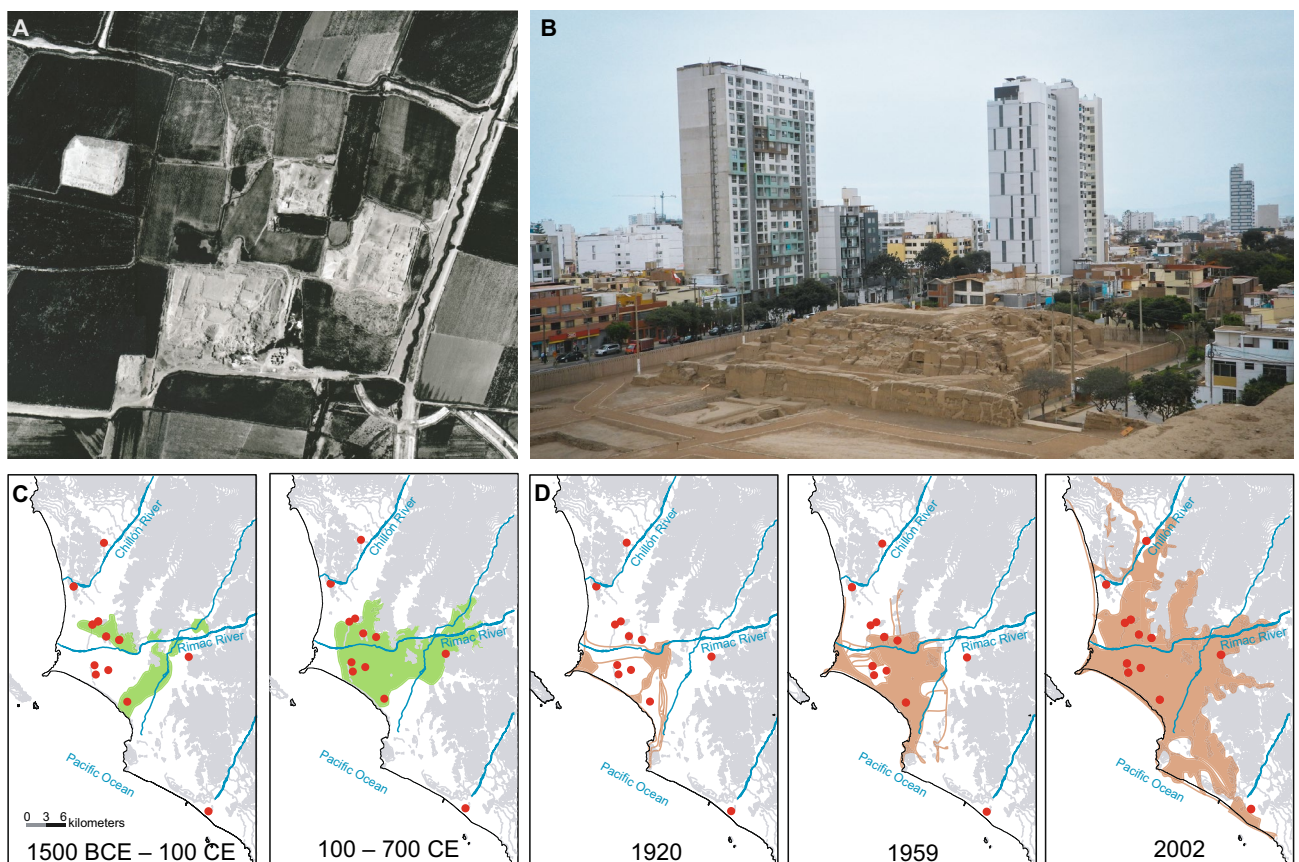 A
B
C
Chillón River
Rimac River
Pacific Ocean
0 3 6 kilometers
1500 BCE – 100 CE
Chillón River
Rimac River
Pacific Ocean
100 – 700 CE
D
Chillón River
Rimac River
Pacific Ocean
1920
Chillón River
Rimac River
Pacific Ocean
1959
Chillón River
Rimac River
Pacific Ocean
2002